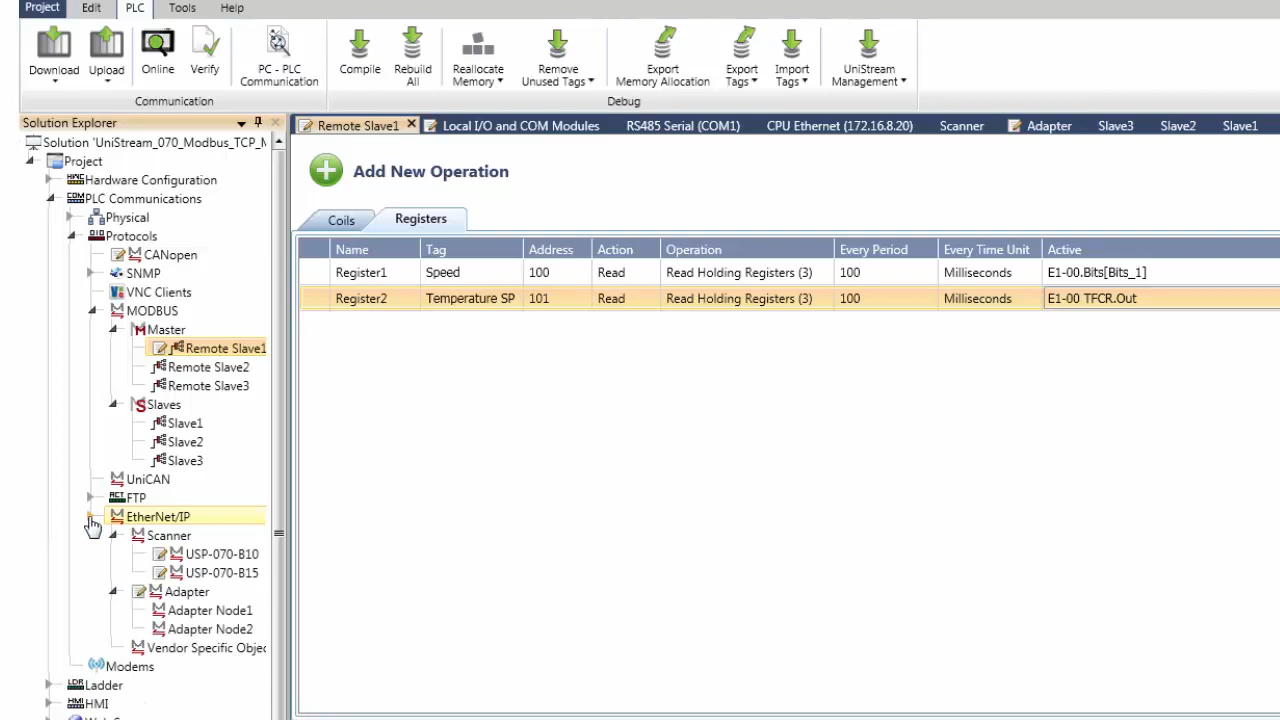 Project Edit PLC Tools Help
Download Upload Online Verify PC - PLC Communication Compile Rebuild All Reallocate Memory Remove Unused Tags Export Memory Allocation Export Tags Import Tags UniStream Management
Communication Debug
Solution Explorer
Remote Slave1 Local I/O and COM Modules RS485 Serial (COM1) CPU Ethernet (172.16.8.20) Scanner Adapter Slave3 Slave2 Slave1
Solution 'UniStream_070_Modbus_TCP_M
Project
HMC Hardware Configuration
COM PLC Communications
Physical
Protocols
CANopen
SNMP
VNC Clients
MODBUS
Master
Remote Slave1
Remote Slave2
Remote Slave3
Slaves
Slave1
Slave2
Slave3
UniCAN
FTP
EtherNet/IP
Scanner
USP-070-B10
USP-070-B15
Adapter
Adapter Node1
Adapter Node2
Vendor Specific Objec
Modems
LDR Ladder
HMI HMI
Add New Operation
Coils Registers
Name Tag Address Action Operation Every Period Every Time Unit Active
Register1 Speed 100 Read Read Holding Registers (3) 100 Milliseconds E1-00.Bits[Bits_1]
Register2 Temperature SP 101 Read Read Holding Registers (3) 100 Milliseconds E1-00 TFCR.Out